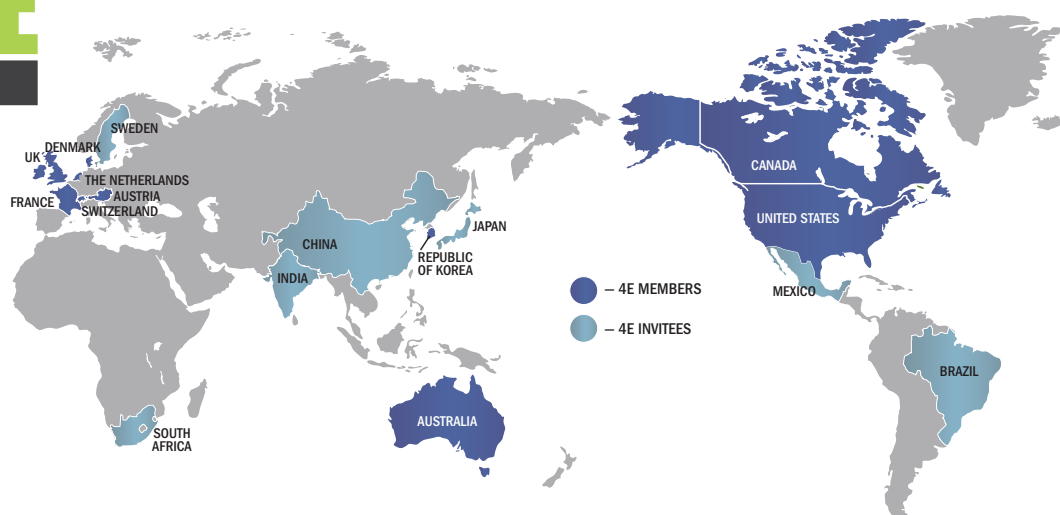 SWEDEN
DENMARK
UK
THE NETHERLANDS
AUSTRIA
FRANCE
SWITZERLAND
CANADA
UNITED STATES
JAPAN
CHINA
REPUBLIC
OF KOREA
INDIA
— 4E MEMBERS
MEXICO
— 4E INVITEES
BRAZIL
AUSTRALIA
SOUTH
AFRICA